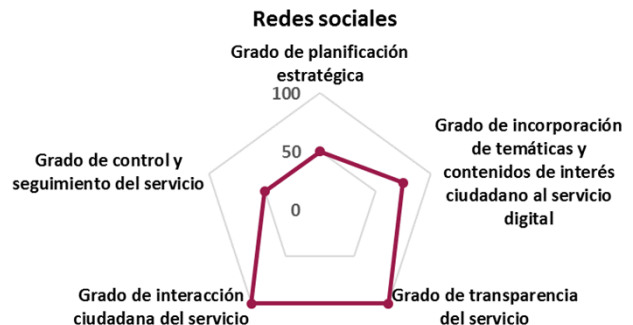 Redes sociales
Grado de planificación
estratégica
100
50
0
Grado de incorporación
de temáticas y
contenidos de interés
ciudadano al servicio
digital
Grado de transparencia
del servicio
Grado de interacción
ciudadana del servicio
Grado de control y
seguimiento del servicio